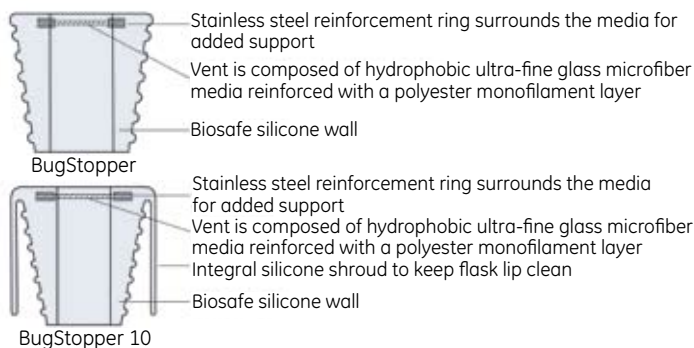 Stainless steel reinforcement ring surrounds the media for
added support
Vent is composed of hydrophobic ultra-fine glass microfiber
media reinforced with a polyester monofilament layer
Biosafe silicone wall
BugStopper
Stainless steel reinforcement ring surrounds the media
for added support
Vent is composed of hydrophobic ultra-fine glass microfiber
media reinforced with a polyester monofilament layer
Integral silicone shroud to keep flask lip clean
Biosafe silicone wall
BugStopper 10